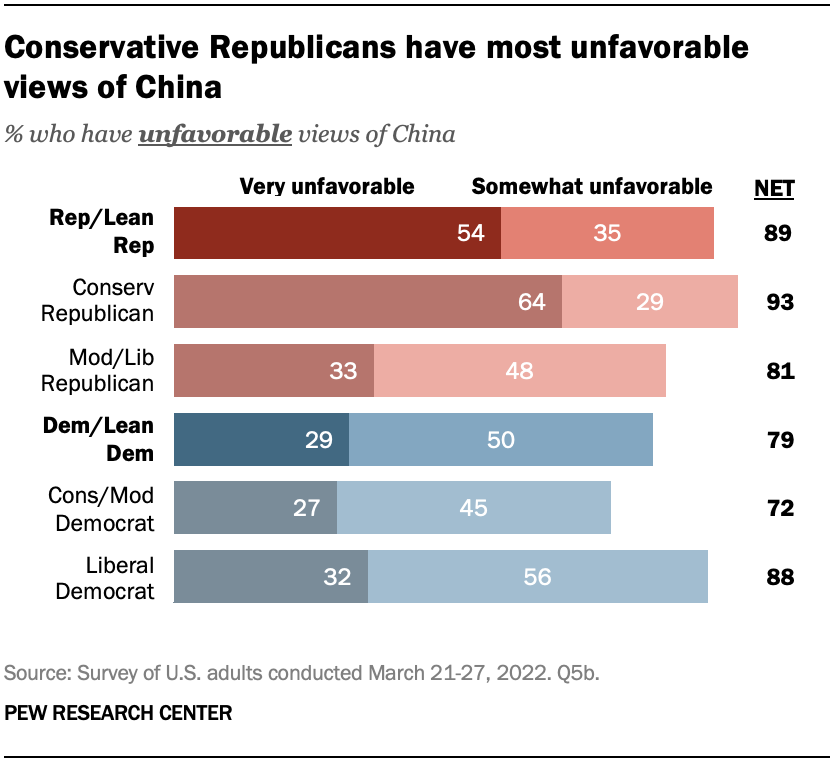 Conservative Republicans have most unfavorable
views of China
% who have unfavorable views of China
Very unfavorable Somewhat unfavorable NET
Rep/Lean
Rep
54 35 89
Conserv
Republican
64 29 93
Mod/Lib
Republican
33 48 81
Dem/Lean
Dem
29 50 79
Cons/Mod
Democrat
27 45 72
Liberal
Democrat
32 56 88
Source: Survey of U.S. adults conducted March 21-27, 2022. Q5b.
PEW RESEARCH CENTER